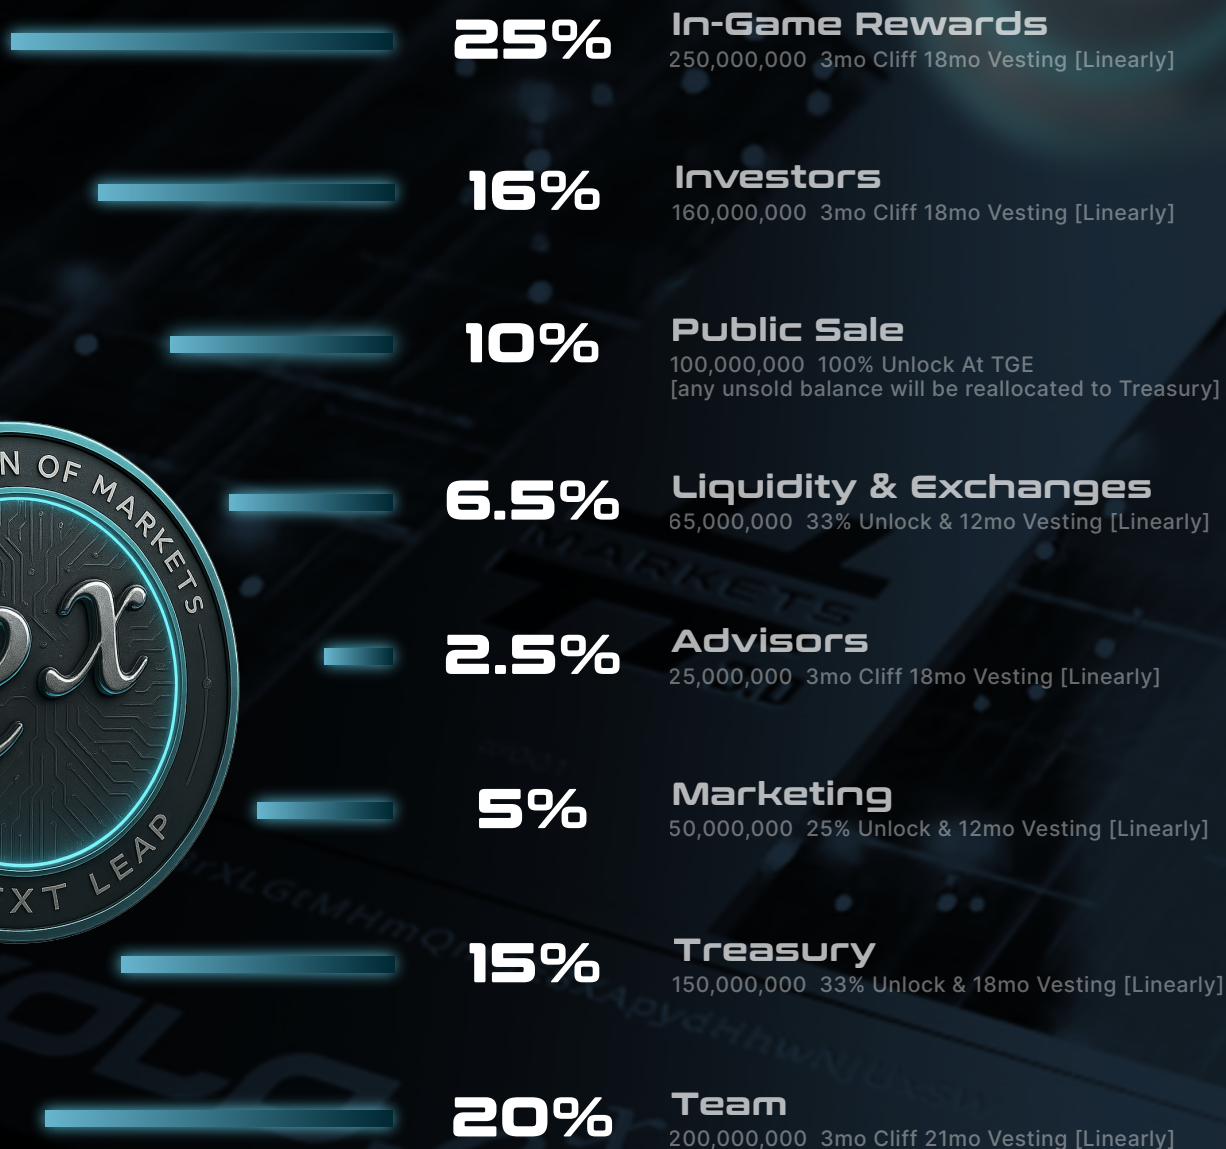 25%
In-Game Rewards
250,000,000 3mo Cliff 18mo Vesting [Linearly]
16%
Investors
160,000,000 3mo Cliff 18mo Vesting [Linearly]
10%
Public Sale
100,000,000 100% Unlock At TGE
[any unsold balance will be reallocated to Treasury]
OF MARKETS
6.5%
Liquidity & Exchanges
65,000,000 33% Unlock & 12mo Vesting [Linearly]
MARKETS
x
2.5%
Advisors
25,000,000 3mo Cliff 18mo Vesting [Linearly]
5%
Marketing
50,000,000 25% Unlock & 12mo Vesting [Linearly]
LEAP
15%
Treasury
150,000,000 33% Unlock & 18mo Vesting [Linearly]
20%
Team
200,000,000 3mo Cliff 21mo Vesting [Linearly]